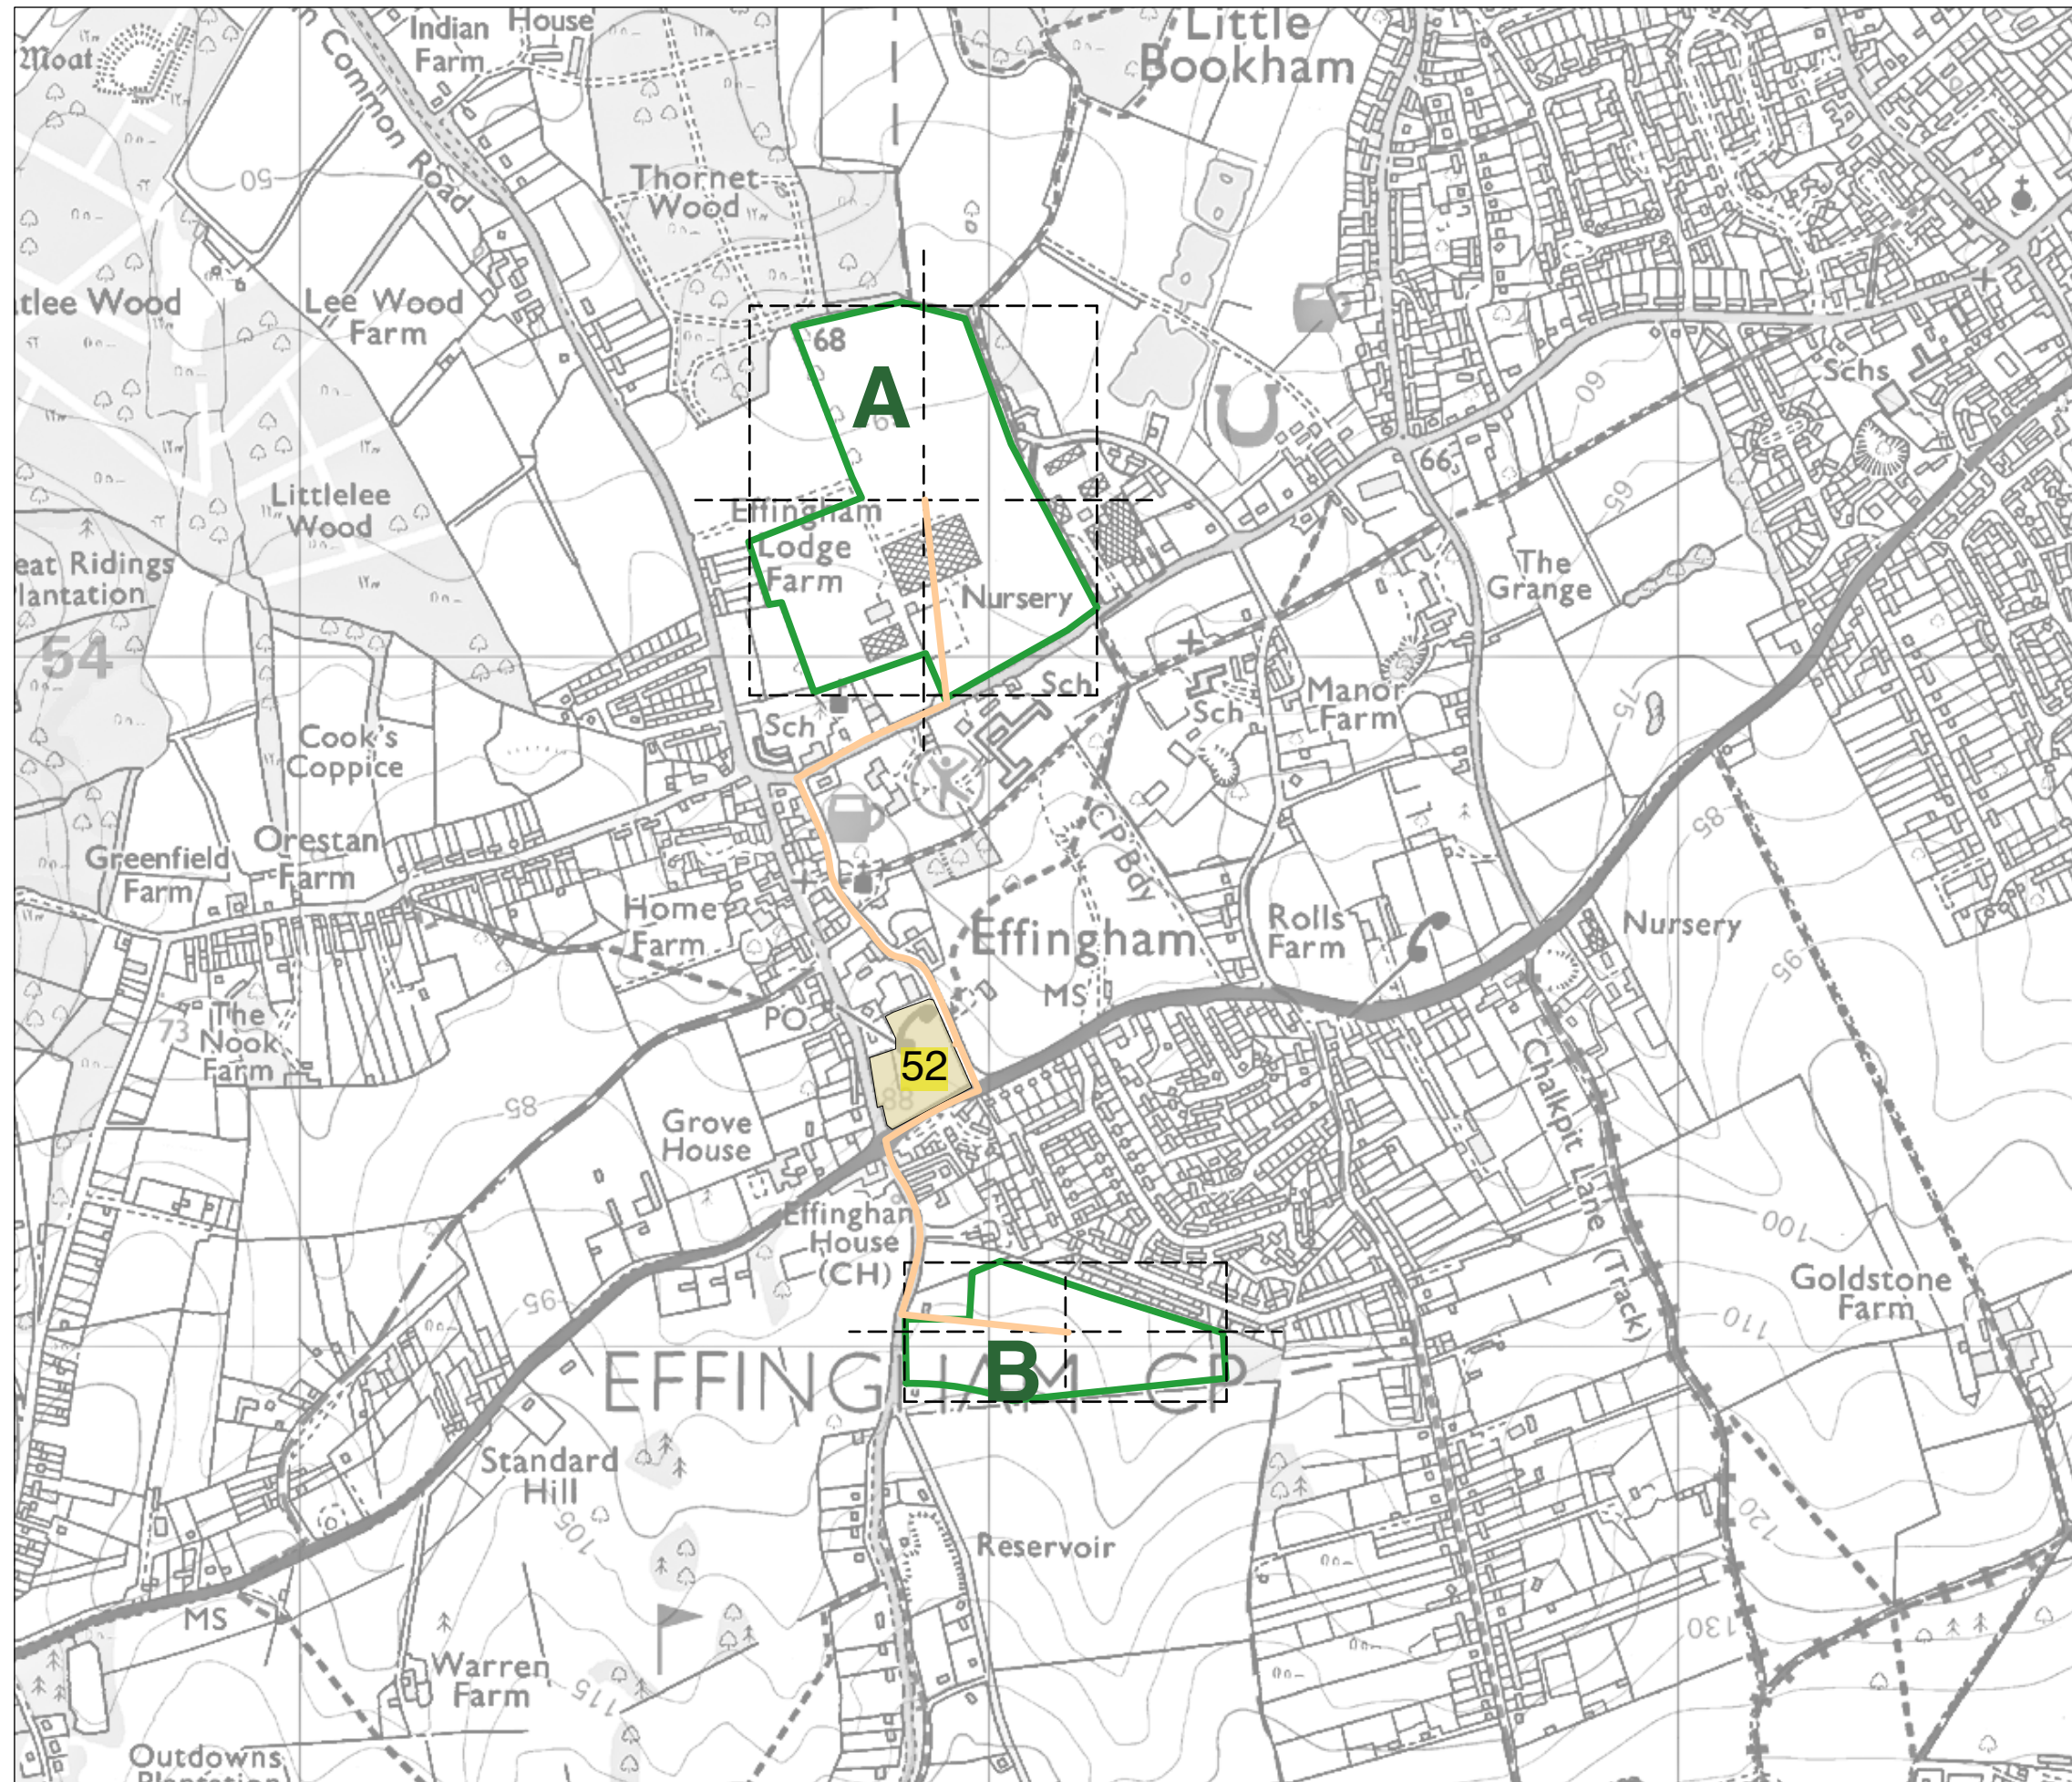 Moat
Indian
Farm
House
Little
Bookham
Common Road
50
Thornet
Wood
atlee Wood
Lee Wood
Farm
68
A
Schs
60
66
65
Littlelee
Wood
Effingham
Lodge
Farm
Nursery
eat Ridings
lantation
The
Grange
54
Sch
Sch
Sch
Manor
Farm
75
Cook's
Coppice
85
CP Bdy
Orestan
Farm
Greenfield
Farm
Home
Farm
Effingham
Rolls
Farm
Nursery
95
MS
PO
73
The
Nook
Farm
52
88
85
Grove
House
Chalkpit Lane
(Track)
Effingham
House
(CH)
100
Goldstone
Farm
95
110
B
EFFINGHAM CP
Standard
Hill
105
Reservoir
120
MS
130
Warren
Farm
115
Outdowns
Plantation